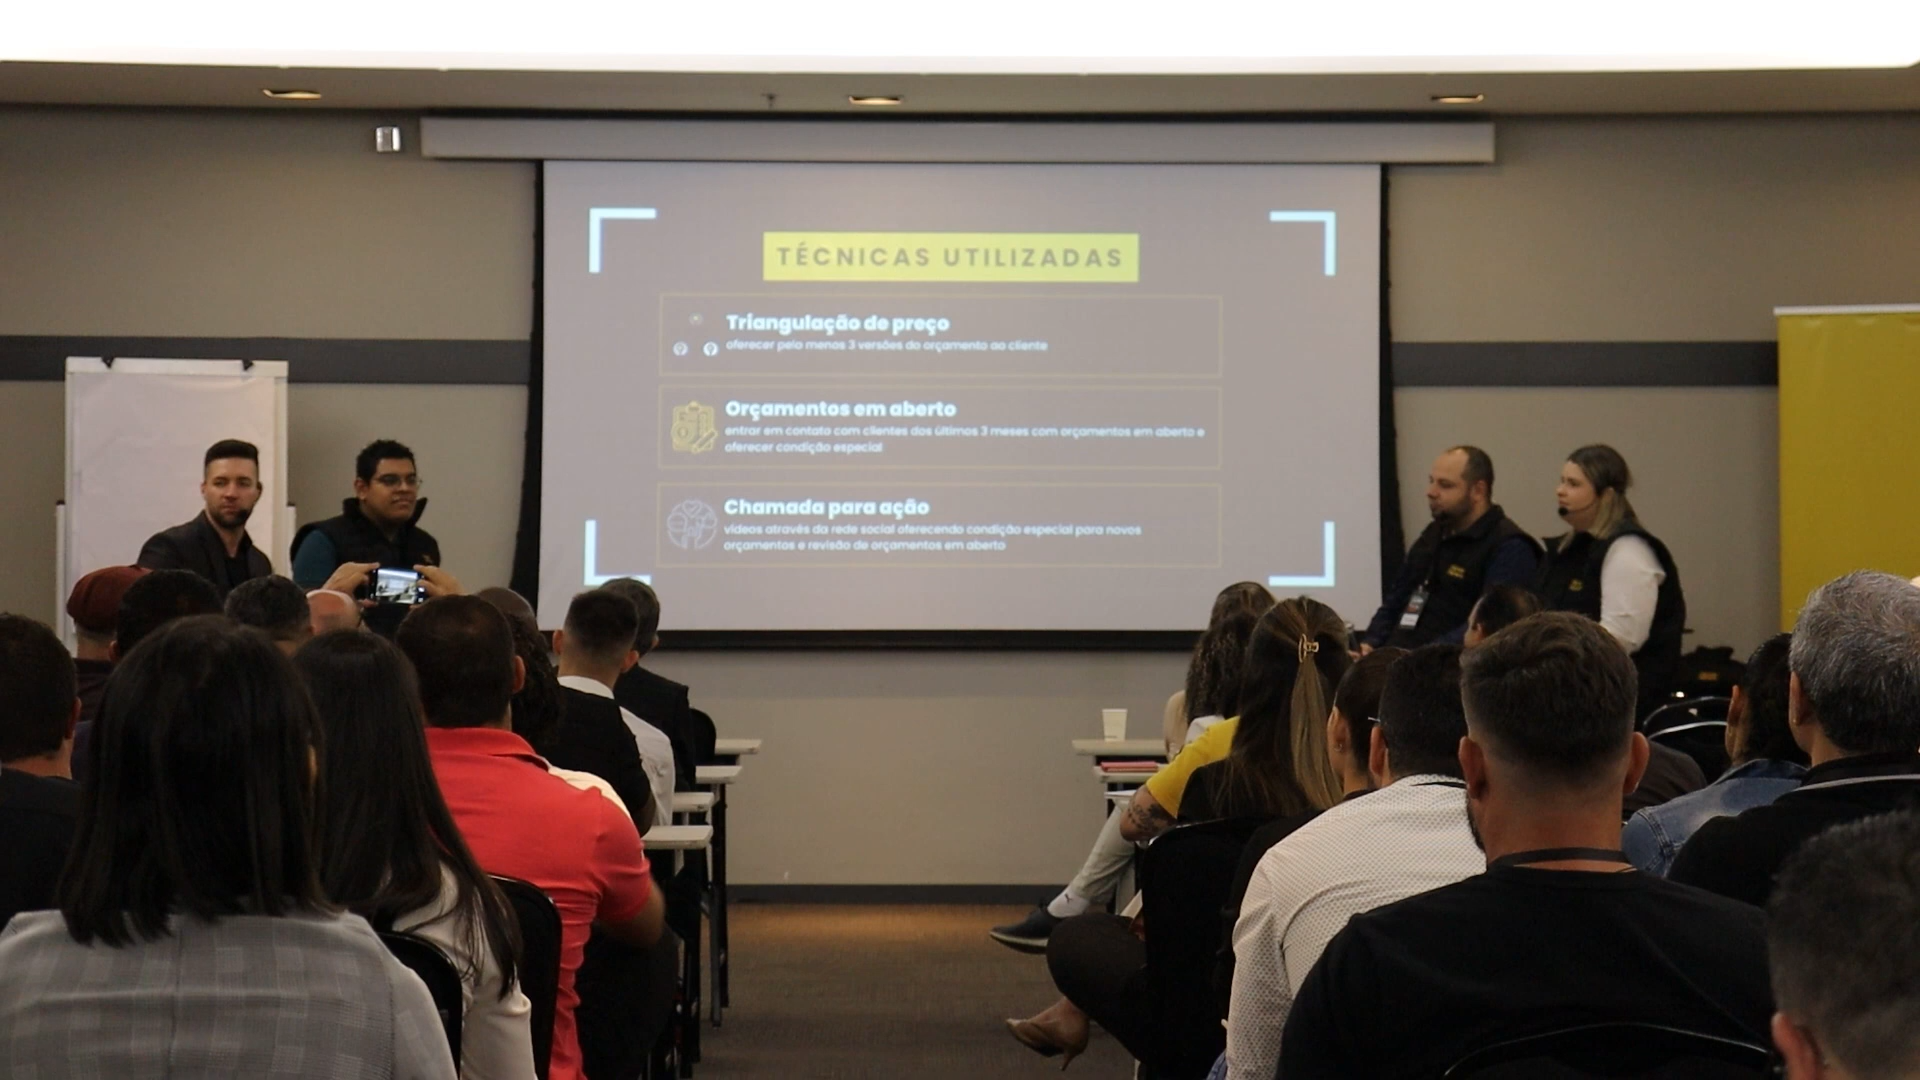 TÉCNICAS UTILIZADAS
Triangulação de preço
oferecer pelo menos 3 versões do orçamento ao cliente
Orçamentos em aberto
entrar em contato com clientes dos últimos 3 meses com orçamentos em aberto e
oferecer condição especial
Chamada para ação
vídeos através da rede social oferecendo condição especial para novos
orçamentos e revisão de orçamentos em aberto